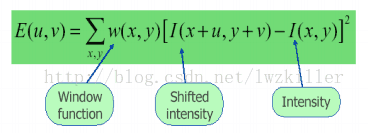 E(u,v) = ∑ w(x,y) [I(x+u, y+v) − I(x,y)]²
x,y
http://blog.csdn.net/lwzkiller
Window function
Shifted intensity
Intensity